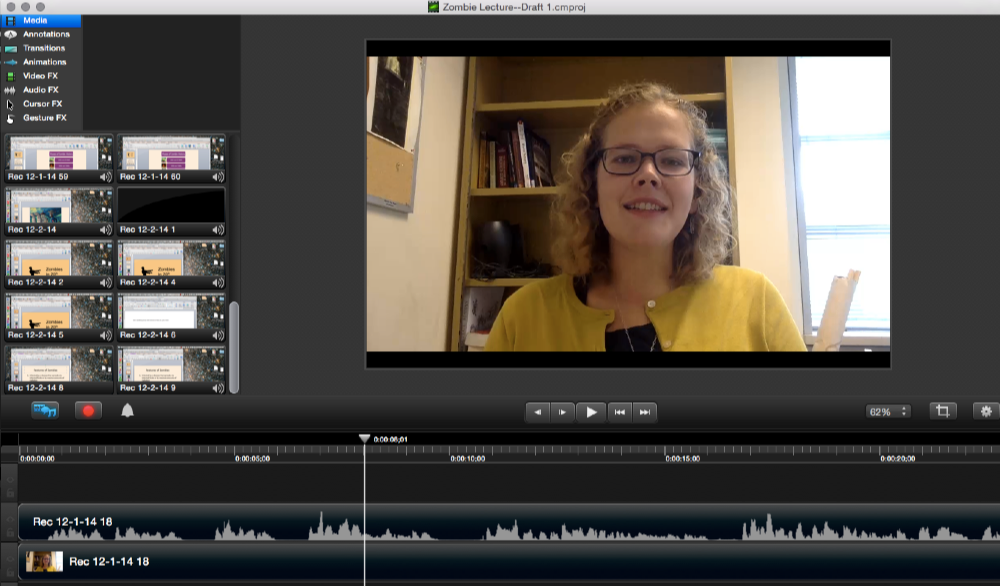 Zombie Lecture--Draft 1.cmproj
Media
Annotations
Transitions
Animations
Video FX
Audio FX
Cursor FX
Gesture FX
Rec 12-1-14 59
Rec 12-1-14 60
Rec 12-2-14
Rec 12-2-14 1
Rec 12-2-14 2
Rec 12-2-14 4
Rec 12-2-14 5
Rec 12-2-14 6
Rec 12-2-14 8
Rec 12-2-14 9
62%
0:00:08;01
0:00:00;00
0:00:05;00
0:00:10;00
0:00:15;00
0:00:20;00
Rec 12-1-14 18
Rec 12-1-14 18